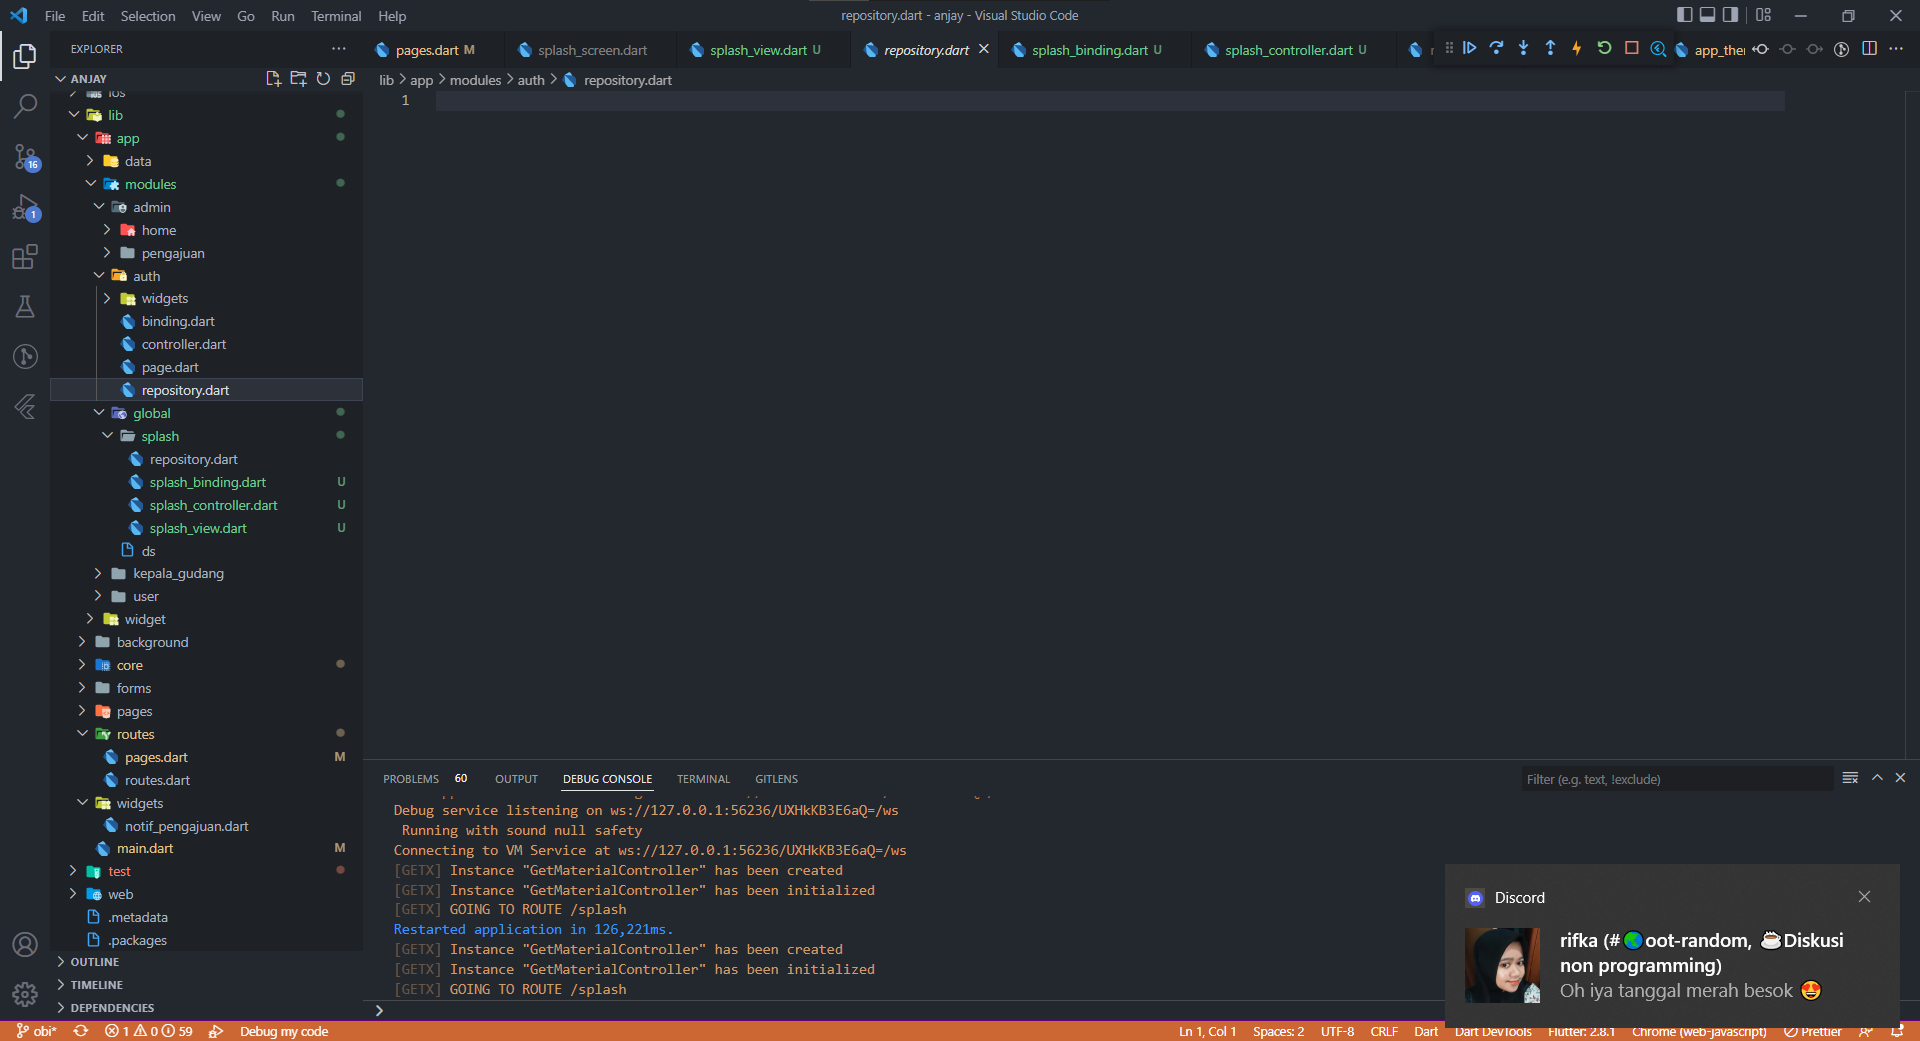 File Edit Selection View Go Run Terminal Help
repository.dart - anjay - Visual Studio Code
EXPLORER
pages.dart M
splash_screen.dart
splash_view.dart U
repository.dart
splash_binding.dart U
splash_controller.dart U
app_the
ANJAY
lib > app > modules > auth > repository.dart
1
ios
lib
app
data
modules
admin
home
pengajuan
auth
widgets
binding.dart
controller.dart
page.dart
repository.dart
global
splash
repository.dart
splash_binding.dart U
splash_controller.dart U
splash_view.dart U
ds
kepala_gudang
user
widget
background
core
forms
pages
routes
pages.dart M
routes.dart
widgets
notif_pengajuan.dart
main.dart M
test
web
.metadata
.packages
OUTLINE
TIMELINE
DEPENDENCIES
16
1
PROBLEMS 60 OUTPUT DEBUG CONSOLE TERMINAL GITLENS
Filter (e.g. text, !exclude)
Debug service listening on ws://127.0.0.1:56236/UXHkKB3E6aQ=/ws
Running with sound null safety
Connecting to VM Service at ws://127.0.0.1:56236/UXHkKB3E6aQ=/ws
[GETX] Instance "GetMaterialController" has been created
[GETX] Instance "GetMaterialController" has been initialized
[GETX] GOING TO ROUTE /splash
Restarted application in 126,221ms.
[GETX] Instance "GetMaterialController" has been created
[GETX] Instance "GetMaterialController" has been initialized
[GETX] GOING TO ROUTE /splash
Discord
rifka (#🌏oot-random, ☕Diskusi
non programming)
Oh iya tanggal merah besok 😍
obi* 1 0 59 Debug my code
Ln 1, Col 1 Spaces: 2 UTF-8 CRLF Dart Dart DevTools Flutter: 2.8.1 Chrome (web-javascript) Prettier